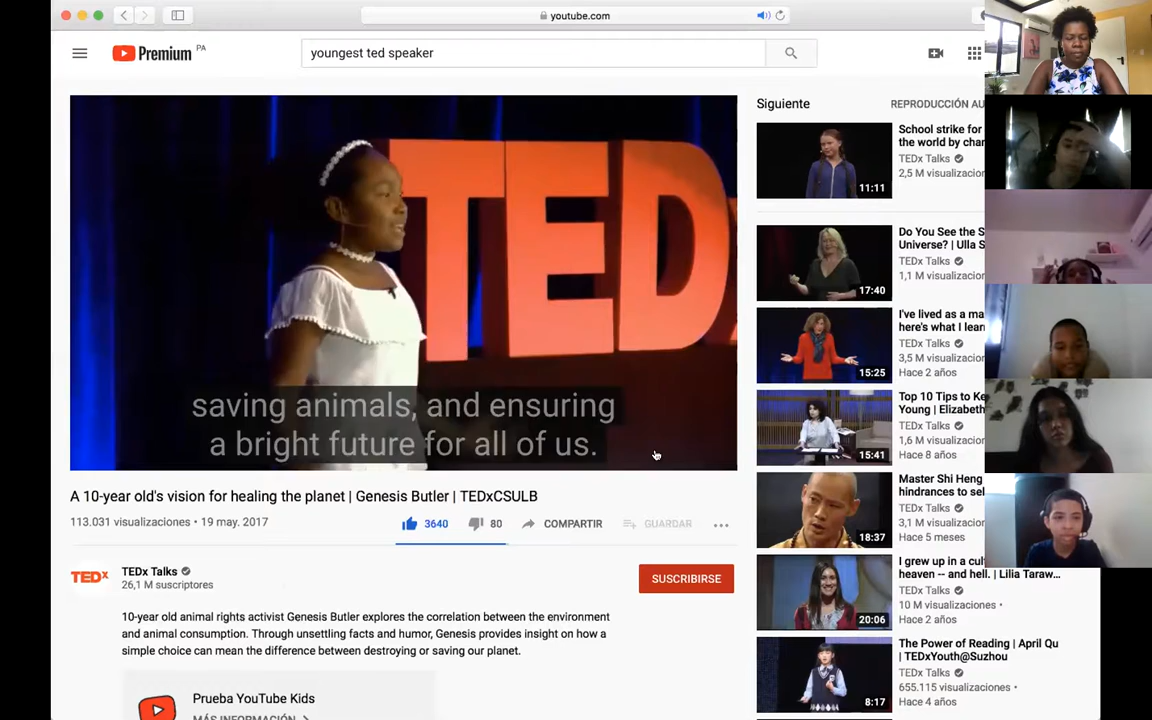 youtube.com
Premium PA
youngest ted speaker
TED
saving animals, and ensuring
a bright future for all of us.
A 10-year old's vision for healing the planet | Genesis Butler | TEDxCSULB
113.031 visualizaciones • 19 may. 2017
3640
80
COMPARTIR
GUARDAR
TEDx
TEDx Talks
26,1 M suscriptores
SUSCRIBIRSE
10-year old animal rights activist Genesis Butler explores the correlation between the environment
and animal consumption. Through unsettling facts and humor, Genesis provides insight on how a
simple choice can mean the difference between destroying or saving our planet.
Prueba YouTube Kids
MÁS INFORMACIÓN
Siguiente
REPRODUCCIÓN AU
11:11
School strike for
the world by chan
TEDx Talks
2,5 M visualizacion
17:40
Do You See the S
Universe? | Ulla S
TEDx Talks
1,1 M visualizacion
15:25
I've lived as a ma
here's what I lear
TEDx Talks
3,5 M visualizacion
Hace 2 años
15:41
Top 10 Tips to Ke
Young | Elizabeth
TEDx Talks
1,6 M visualizacion
Hace 8 años
18:37
Master Shi Heng
hindrances to sel
TEDx Talks
3,1 M visualizacion
Hace 5 meses
20:06
I grew up in a cul
heaven -- and hell. | Lilia Taraw...
TEDx Talks
10 M visualizaciones •
Hace 2 años
8:17
The Power of Reading | April Qu
| TEDxYouth@Suzhou
TEDx Talks
655.115 visualizaciones •
Hace 4 años